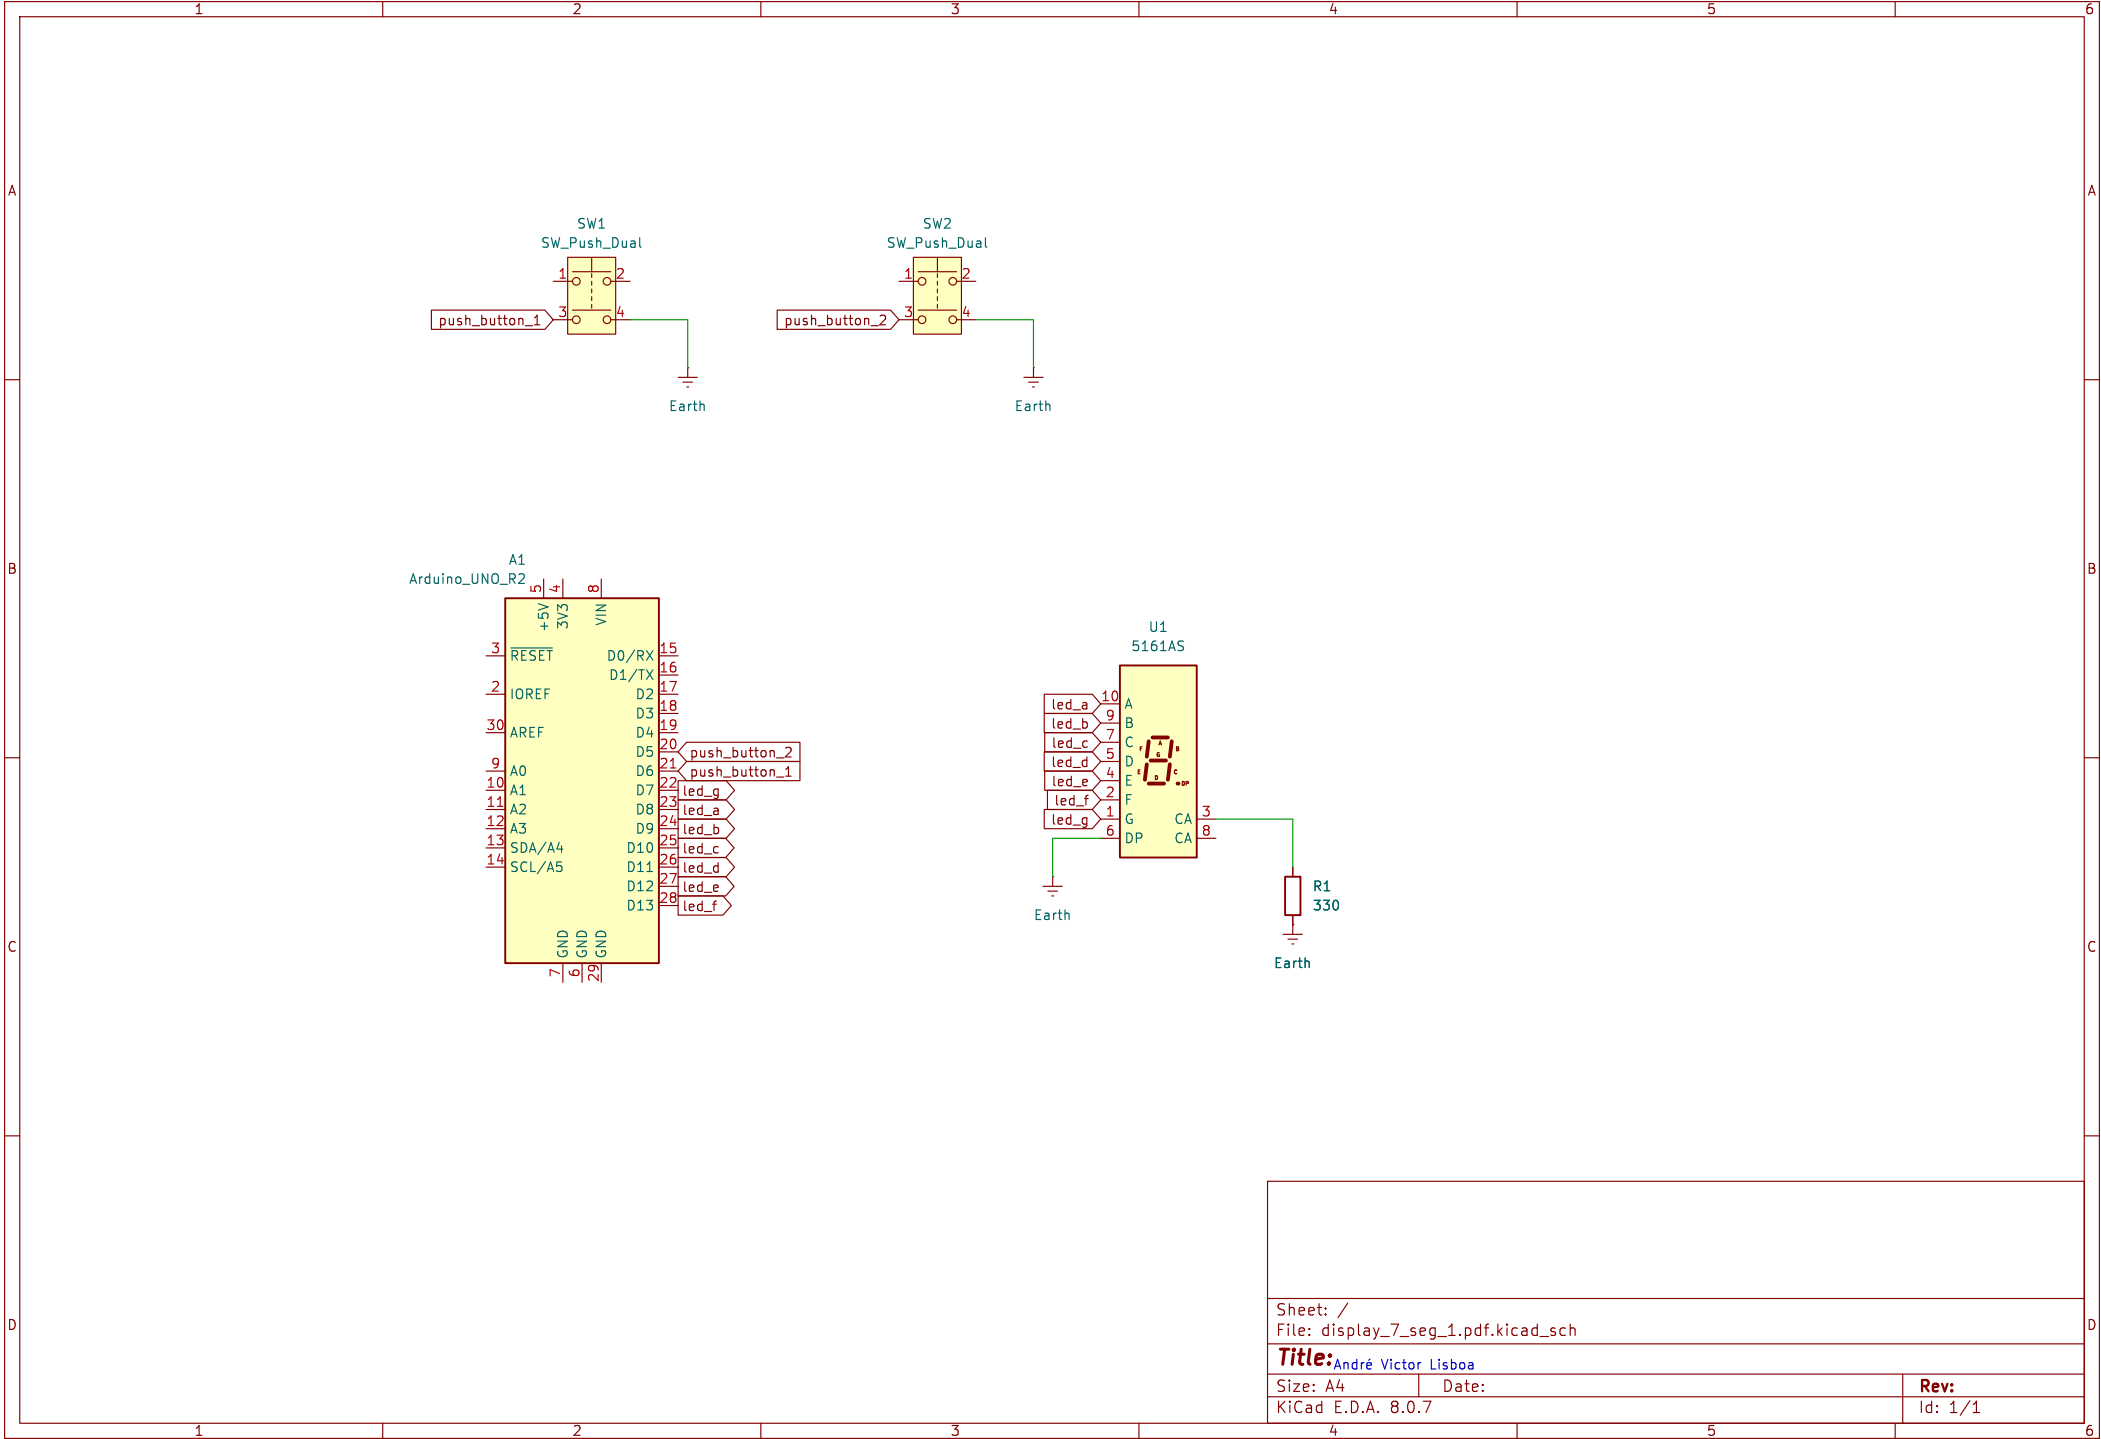 1 2 3 4 5 6
A A
SW1 SW2
SW_Push_Dual SW_Push_Dual
1 2 1 2
push_button_1 3 4 push_button_2 3 4
Earth Earth
A1
B B
Arduino_UNO_R2
5 4 8
+5V 3V3 VIN
U1
5161AS
3 RESET D0/RX 15
D1/TX 16
2 IOREF D2 17
D3 18
30 AREF D4 19
D5 20 push_button_2
9 A0 D6 21 push_button_1
10 A1 D7 22 led_g
11 A2 D8 23 led_a
12 A3 D9 24 led_b
13 SDA/A4 D10 25 led_c
14 SCL/A5 D11 26 led_d
D12 27 led_e
D13 28 led_f
GND GND GND
7 6 29
led_a 10 A
led_b 9 B
led_c 7 C
led_d 5 D
led_e 4 E
led_f 2 F
led_g 1 G CA 3
6 DP CA 8
A
F B
G
E C
D DP
Earth
R1
330
Earth
C C
D D
Sheet: /
File: display_7_seg_1.pdf.kicad_sch
Title: André Victor Lisboa
Size: A4 Date: Rev:
KiCad E.D.A. 8.0.7 Id: 1/1
1 2 3 4 5 6